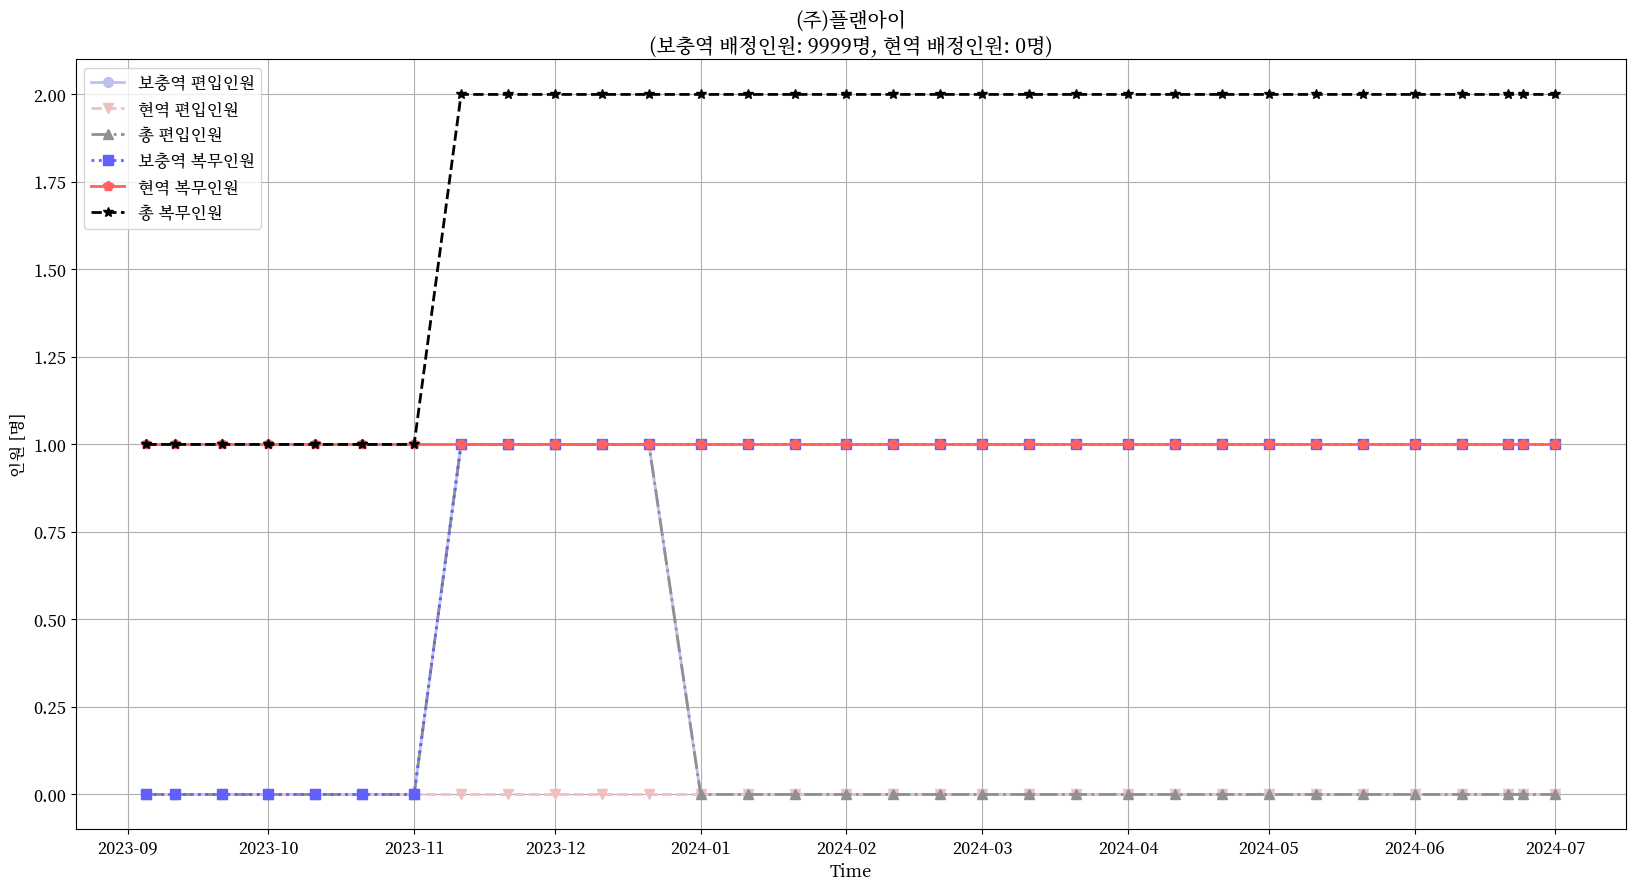 (주)플랜아이
(보충역 배정인원: 9999명, 현역 배정인원: 0명)
보충역 편입인원
현역 편입인원
총 편입인원
보충역 복무인원
현역 복무인원
총 복무인원
인원 [명]
2.00
1.75
1.50
1.25
1.00
0.75
0.50
0.25
0.00
2023-09 2023-10 2023-11 2023-12 2024-01 2024-02 2024-03 2024-04 2024-05 2024-06 2024-07
Time